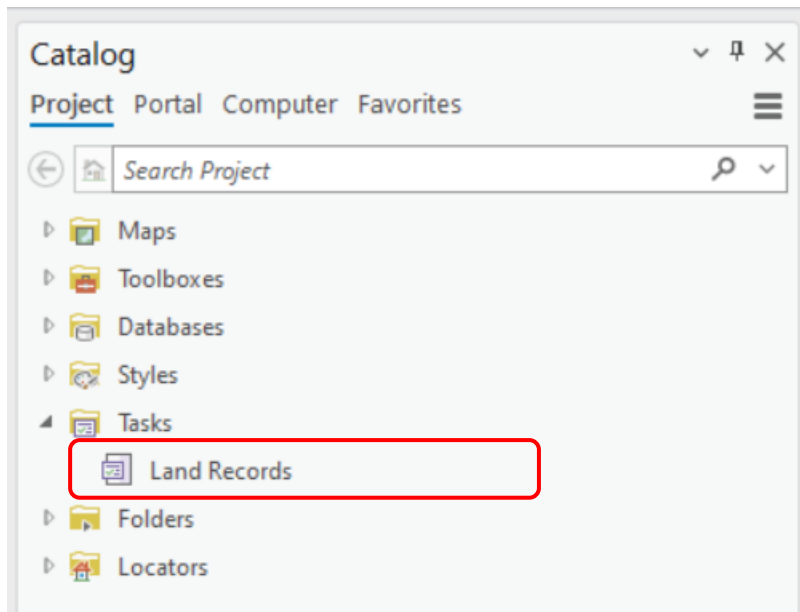 Catalog
Project Portal Computer Favorites
Search Project
Maps
Toolboxes
Databases
Styles
Tasks
Land Records
Folders
Locators